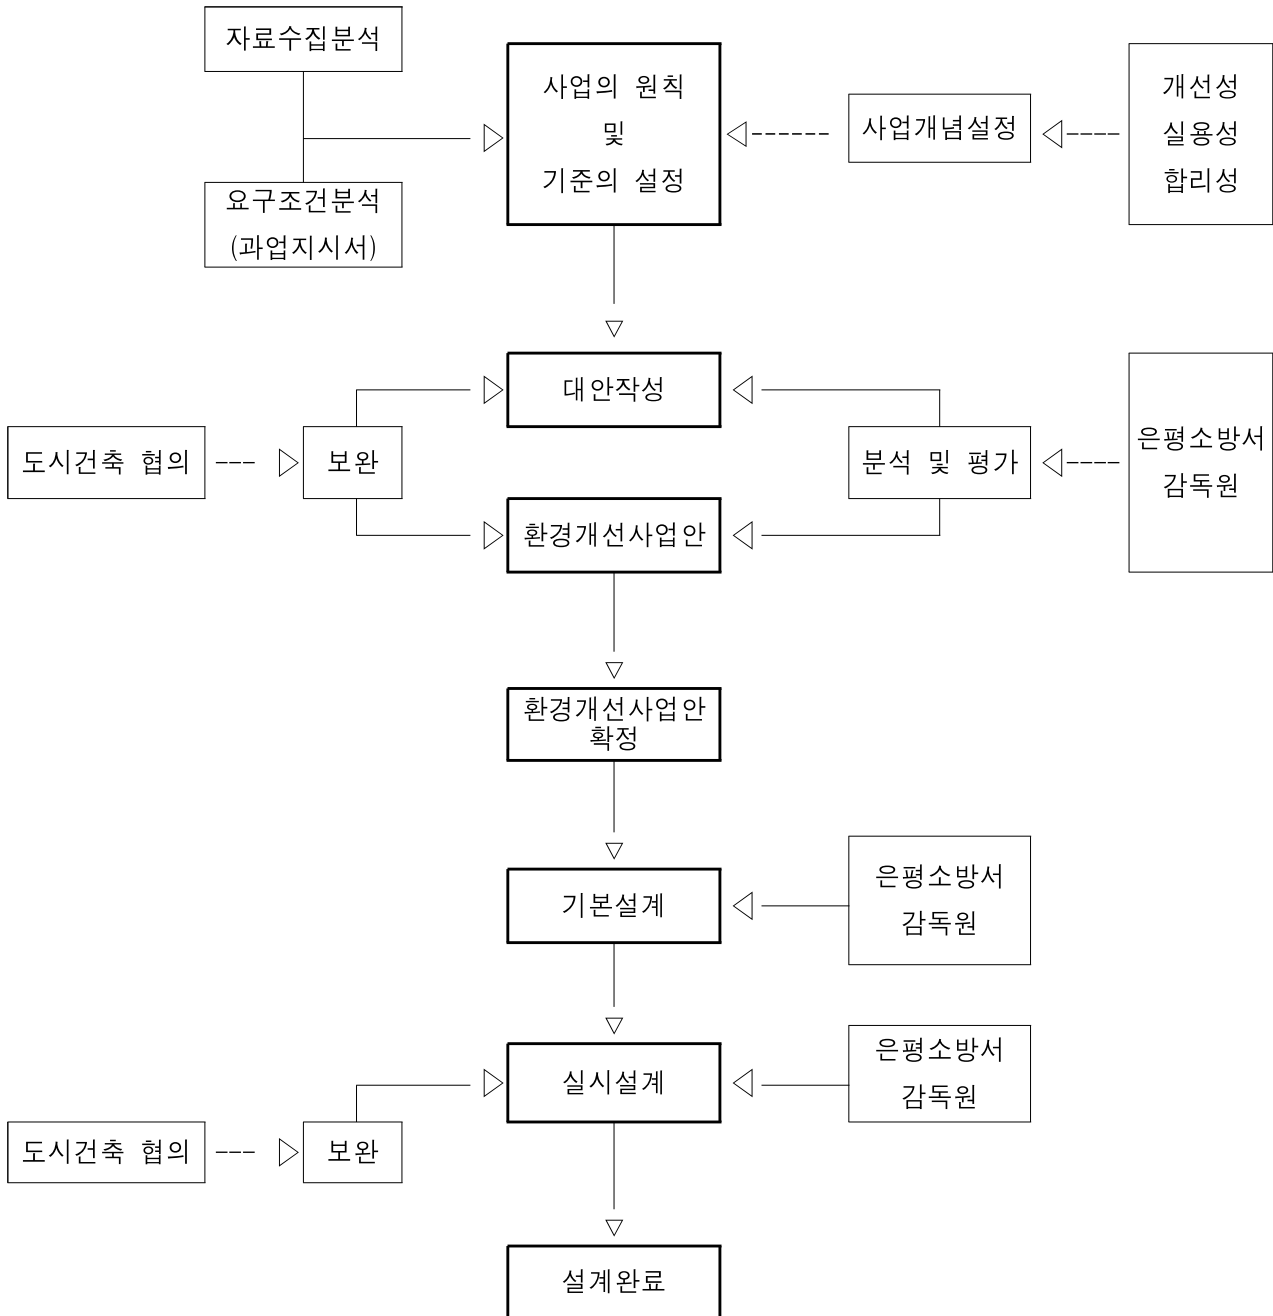 자료수집분석
사업의 원칙
및
기준의 설정
사업개념설정
개선성
실용성
합리성
요구조건분석
(과업지시서)
대안작성
도시건축 협의
보완
분석 및 평가
은평소방서
감독원
환경개선사업안
환경개선사업안
확정
기본설계
은평소방서
감독원
실시설계
은평소방서
감독원
도시건축 협의
보완
설계완료